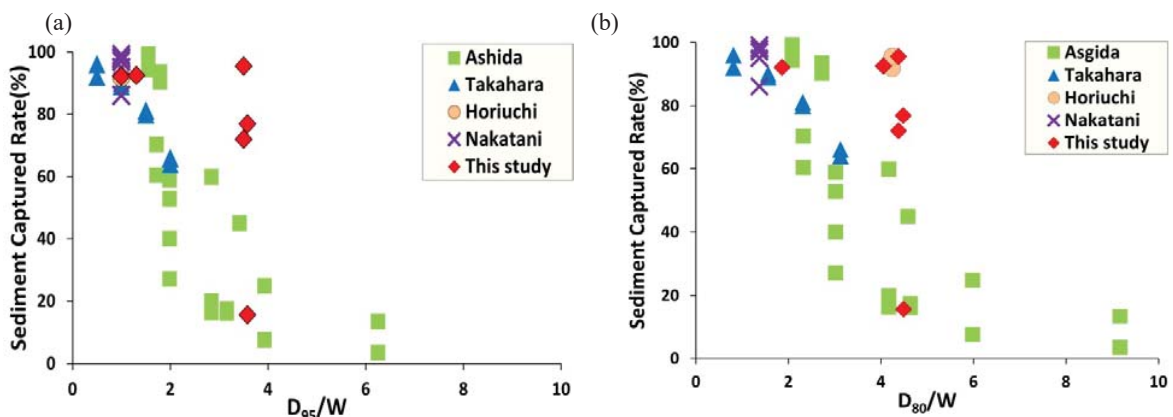 (a)
100
80
60
40
20
0
Sediment Captured Rate(%)
0 2 4 6 8 10
D95/W
Ashida
Takahara
Horiuchi
Nakatani
This study
(b)
100
80
60
40
20
0
Sediment Captured Rate(%)
0 2 4 6 8 10
D80/W
Asgida
Takahara
Horiuchi
Nakatani
This study